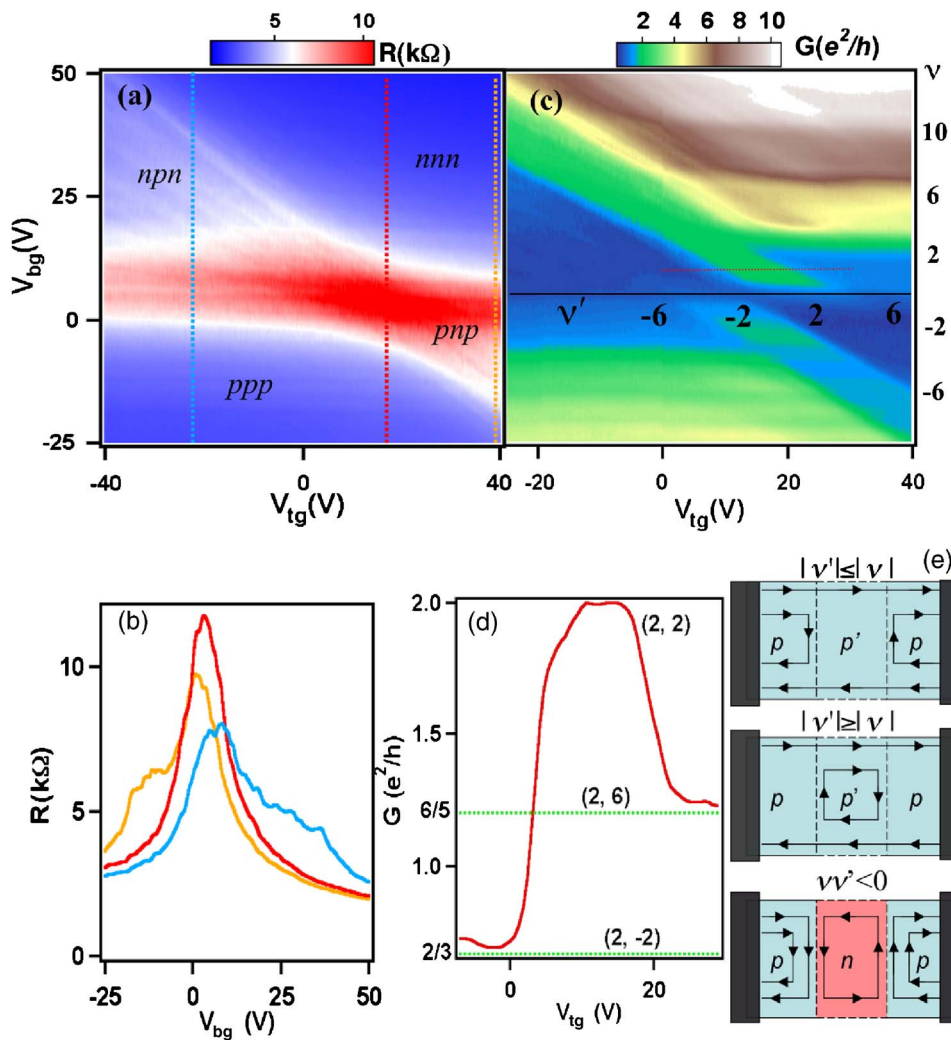 5 10
R(kΩ)
2 4 6 8 10
G(e²/h)
(a)
npn
nnn
pnp
ppp
50
25
0
-25
V_bg(V)
-40 0 40
V_tg(V)
(c)
ν
10
6
2
-2
-6
ν' -6 -2 2 6
-20 0 20 40
V_tg(V)
(b)
10
5
0
R(kΩ)
-25 0 25 50
V_bg (V)
(d)
2.0
1.5
6/5
1.0
2/3
G (e²/h)
(2, 2)
(2, 6)
(2, -2)
0 20
V_tg (V)
(e)
|ν'|≤|ν|
p p' p
|ν'|≥|ν|
p p' p
νν'<0
p n p